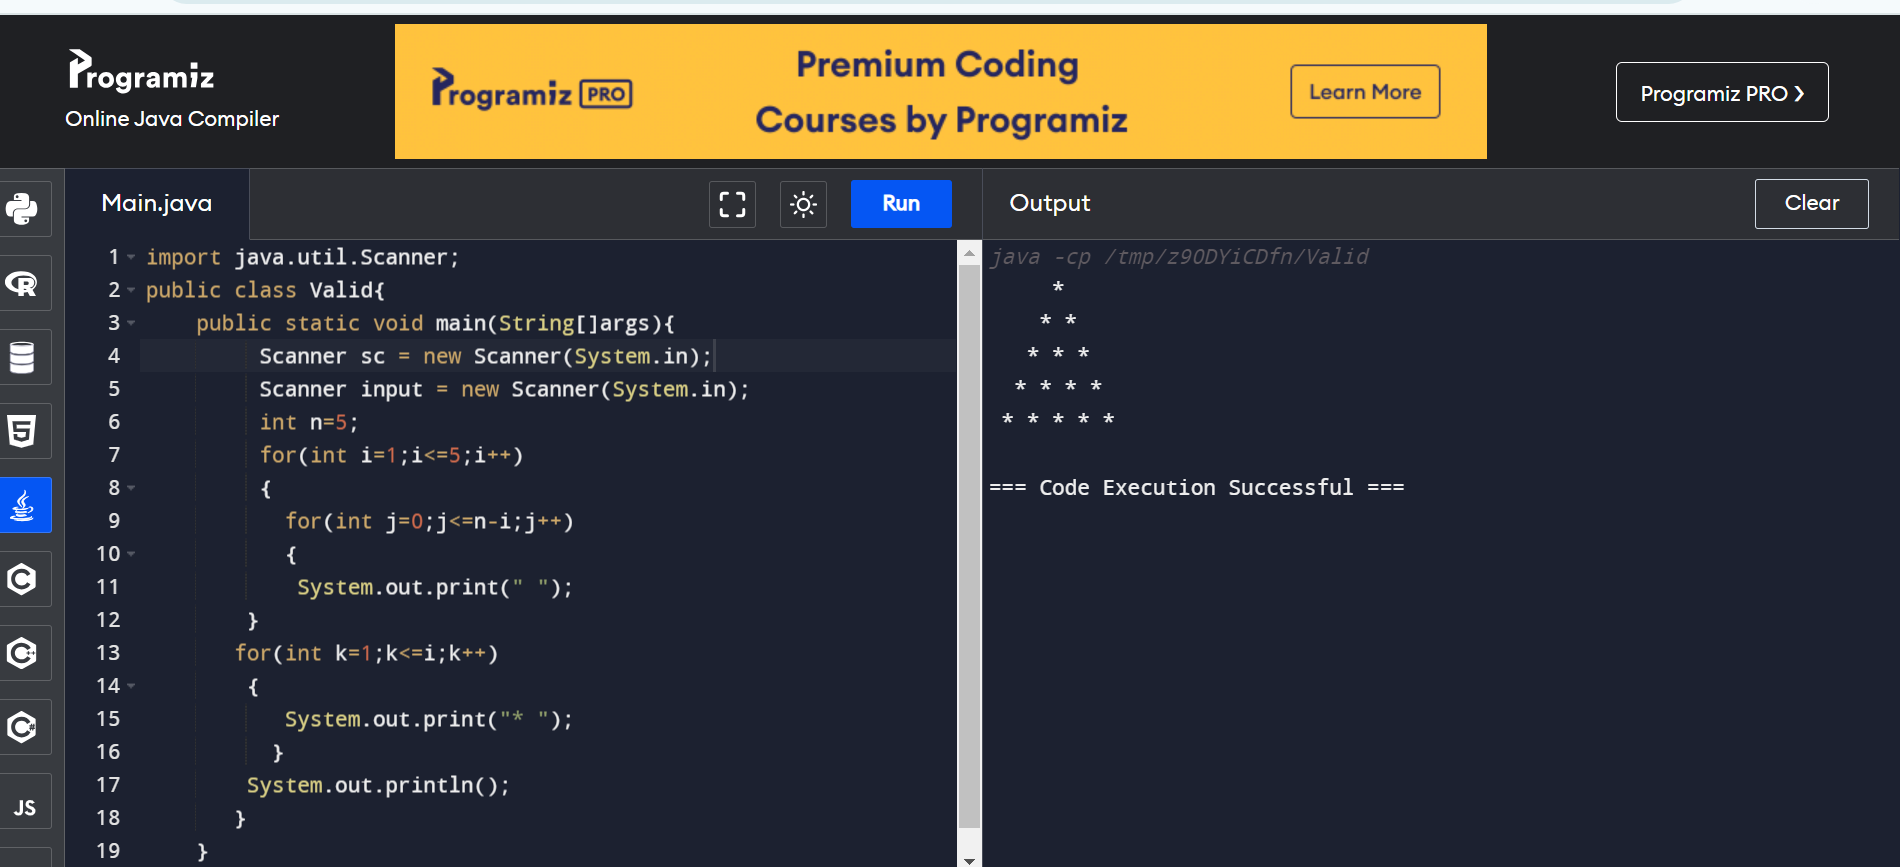 Programiz
Online Java Compiler
Programiz PRO
Premium Coding
Courses by Programiz
Learn More
Programiz PRO ❯
Main.java
Run
Output
Clear
1 import java.util.Scanner;
2 public class Valid{
3 public static void main(String[]args){
4 Scanner sc = new Scanner(System.in);
5 Scanner input = new Scanner(System.in);
6 int n=5;
7 for(int i=1;i<=5;i++)
8 {
9 for(int j=0;j<=n-i;j++)
10 {
11 System.out.print(" ");
12 }
13 for(int k=1;k<=i;k++)
14 {
15 System.out.print("* ");
16 }
17 System.out.println();
18 }
19 }
java -cp /tmp/z9ODYiCDfn/Valid
*
* *
* * *
* * * *
* * * * *
=== Code Execution Successful ===
R
5
C
C++
C#
JS